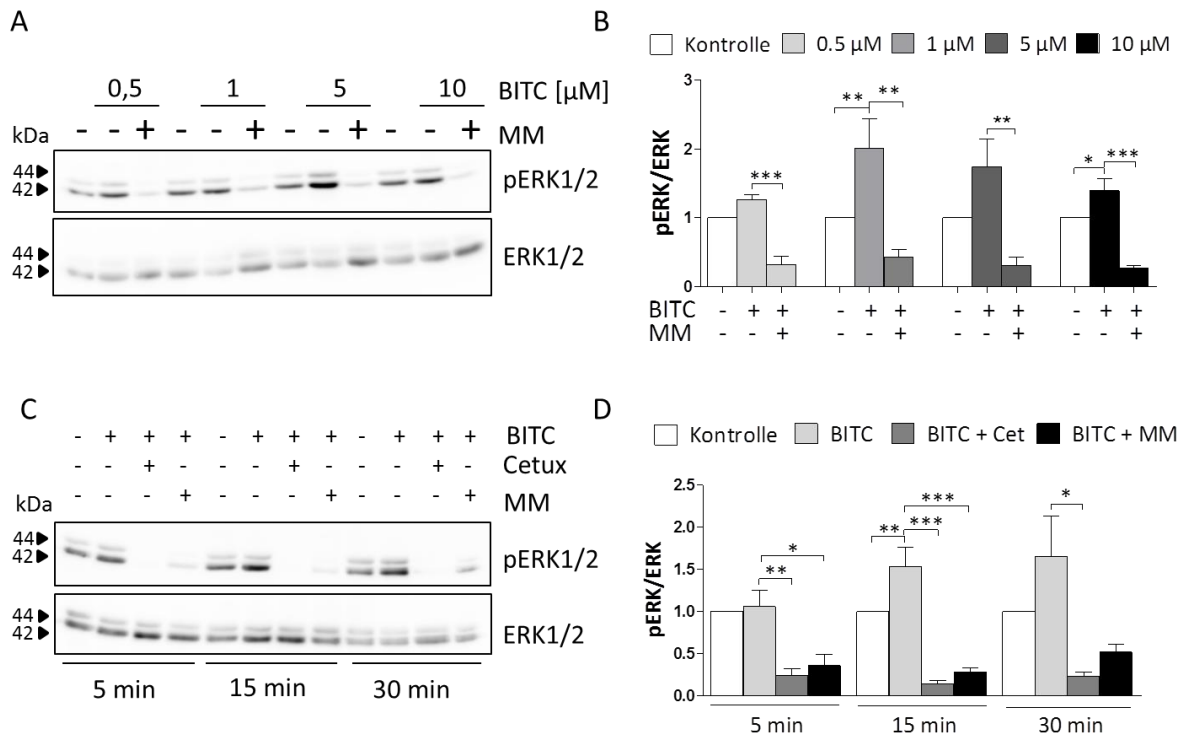 A
0,5 1 5 10 BITC [µM]
kDa - - + - - + - - + - - + MM
44
42
pERK1/2
44
42
ERK1/2
B
Kontrolle 0.5 µM 1 µM 5 µM 10 µM
pERK/ERK
3
2
1
0
*** ** ** ** * ***
BITC - + + - + + - + + - + +
MM + + + +
C
- + + + - + + + - + + + BITC
- - + - - - + - - - + - Cetux
- - - + - - - + - - - + MM
kDa
44
42
pERK1/2
44
42
ERK1/2
5 min 15 min 30 min
D
Kontrolle BITC BITC + Cet BITC + MM
pERK/ERK
2.5
2.0
1.5
1.0
0.5
0.0
** * ** *** *** *
5 min 15 min 30 min